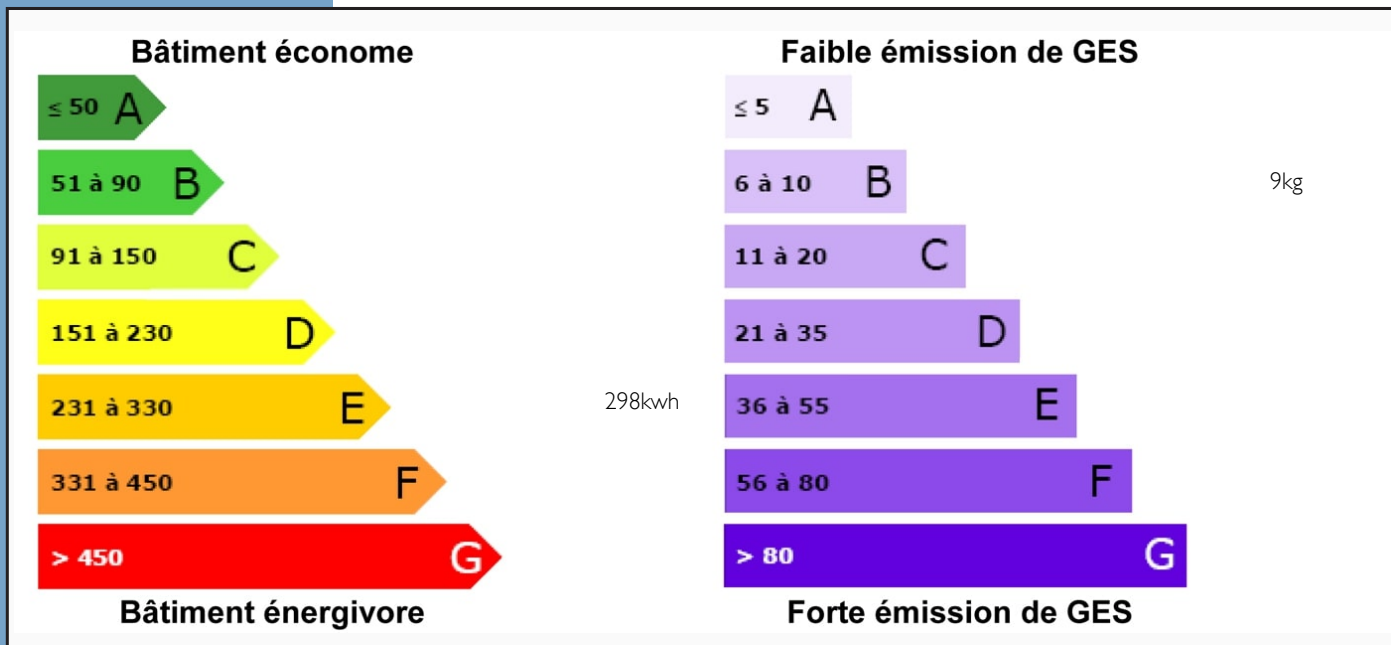 Bâtiment économe
≤ 50 A
51 à 90 B
91 à 150 C
151 à 230 D
231 à 330 E
298kwh
331 à 450 F
> 450 G
Bâtiment énergivore
Faible émission de GES
≤ 5 A
6 à 10 B
9kg
11 à 20 C
21 à 35 D
36 à 55 E
56 à 80 F
> 80 G
Forte émission de GES